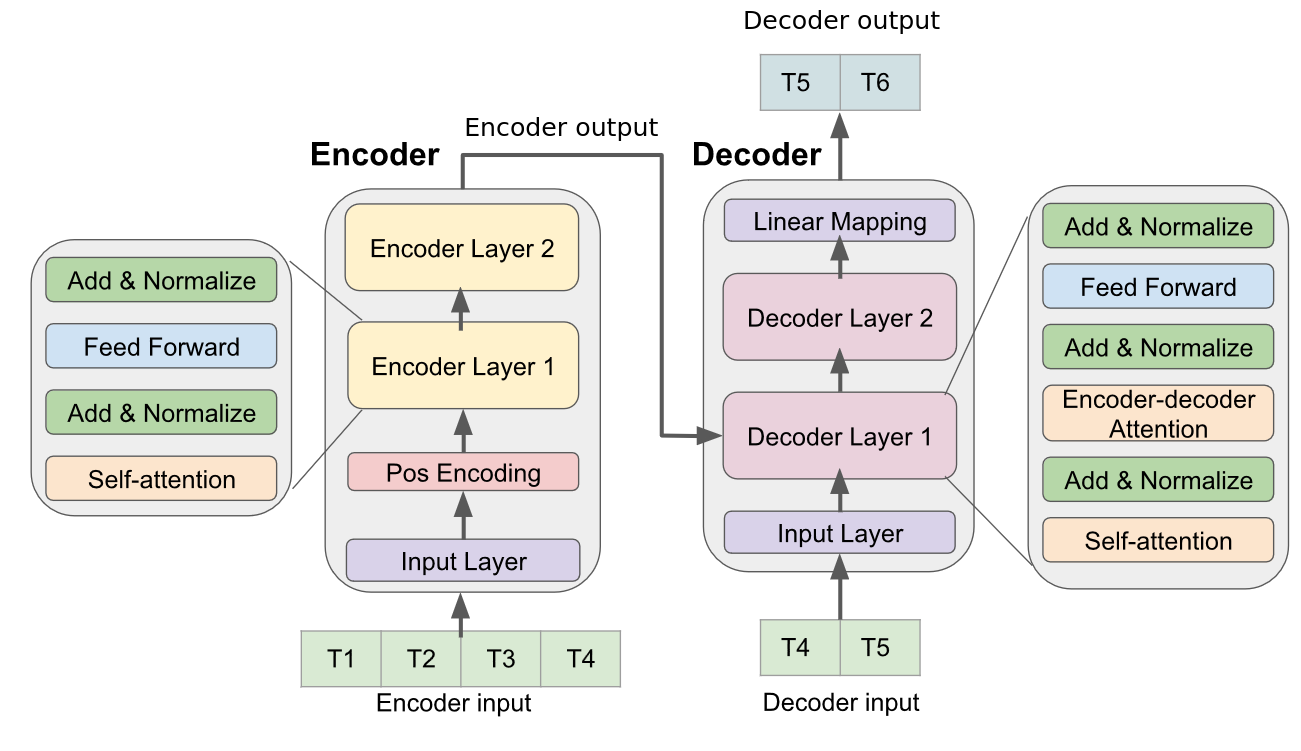 Decoder output
T5 T6
Encoder output
Encoder
Decoder
Add & Normalize
Feed Forward
Add & Normalize
Self-attention
Encoder Layer 2
Encoder Layer 1
Pos Encoding
Input Layer
T1 T2 T3 T4
Encoder input
Linear Mapping
Decoder Layer 2
Decoder Layer 1
Input Layer
T4 T5
Decoder input
Add & Normalize
Feed Forward
Add & Normalize
Encoder-decoder
Attention
Add & Normalize
Self-attention